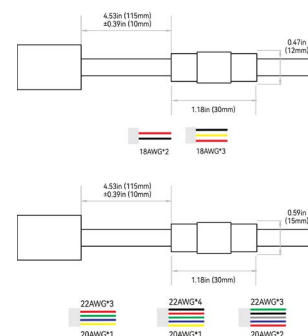 4.53in (115mm)
±0.39in (10mm)
0.47in
(12mm)
1.18in (30mm)
18AWG*2
18AWG*3
4.53in (115mm)
±0.39in (10mm)
0.59in
(15mm)
1.18in (30mm)
22AWG*3
22AWG*4
22AWG*3
20AWG*1
20AWG*1
20AWG*2